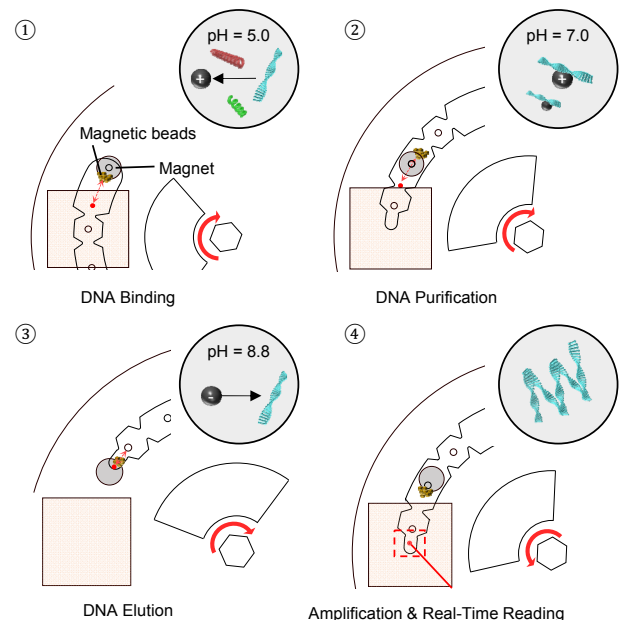 ①
pH = 5.0
+
Magnetic beads
Magnet
DNA Binding
②
pH = 7.0
+
DNA Purification
③
pH = 8.8
-
DNA Elution
④
Amplification & Real-Time Reading